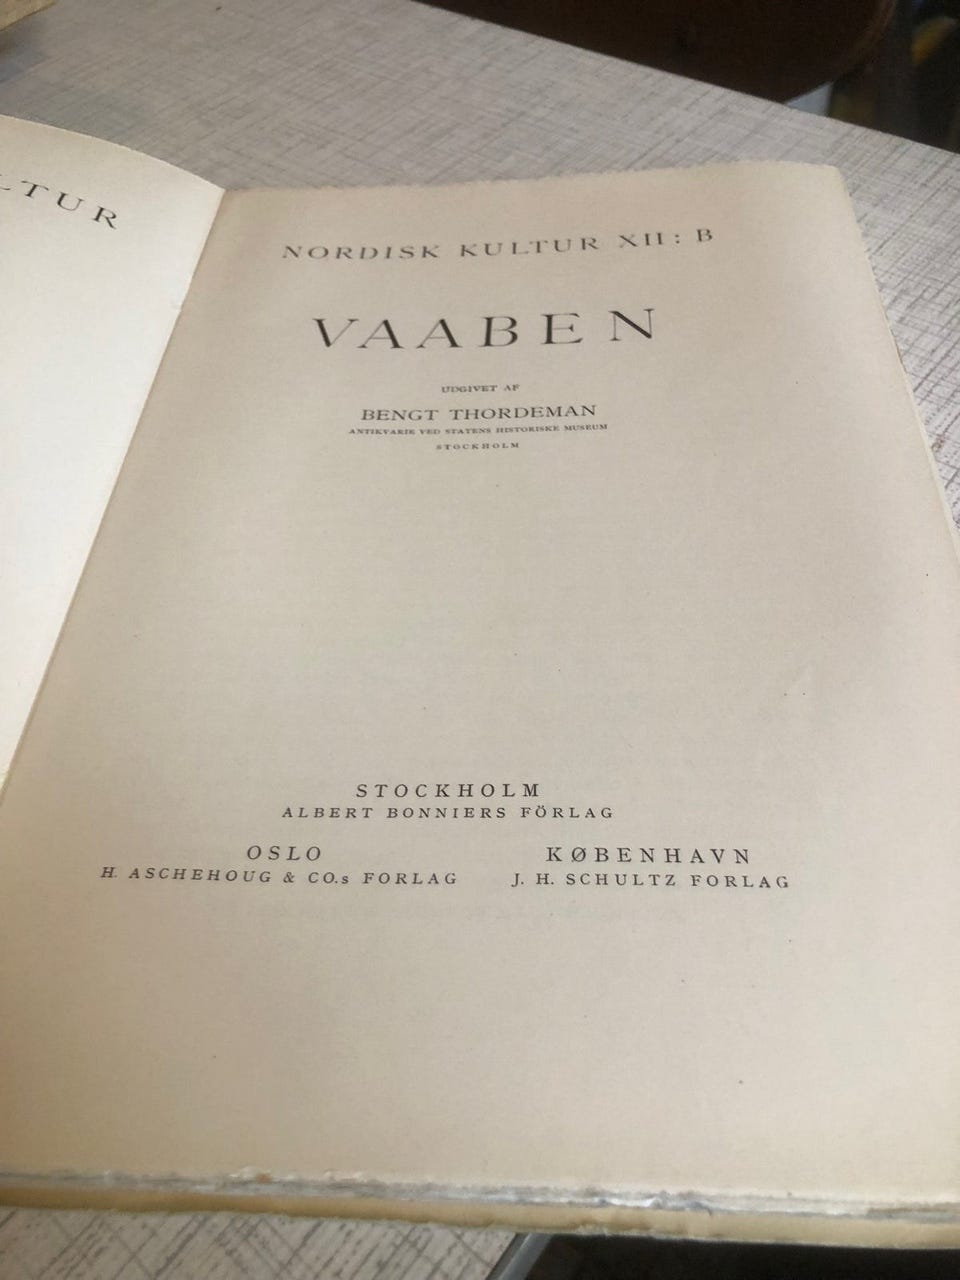 NORDISK KULTUR XII: B
VAABEN
UDGIVET AF
BENGT THORDEMAN
ANTIKVARIE VED STATENS HISTORISKE MUSEUM
STOCKHOLM
STOCKHOLM
ALBERT BONNIERS FÖRLAG
OSLO
H. ASCHEHOUG & CO.s FORLAG
KØBENHAVN
J. H. SCHULTZ FORLAG